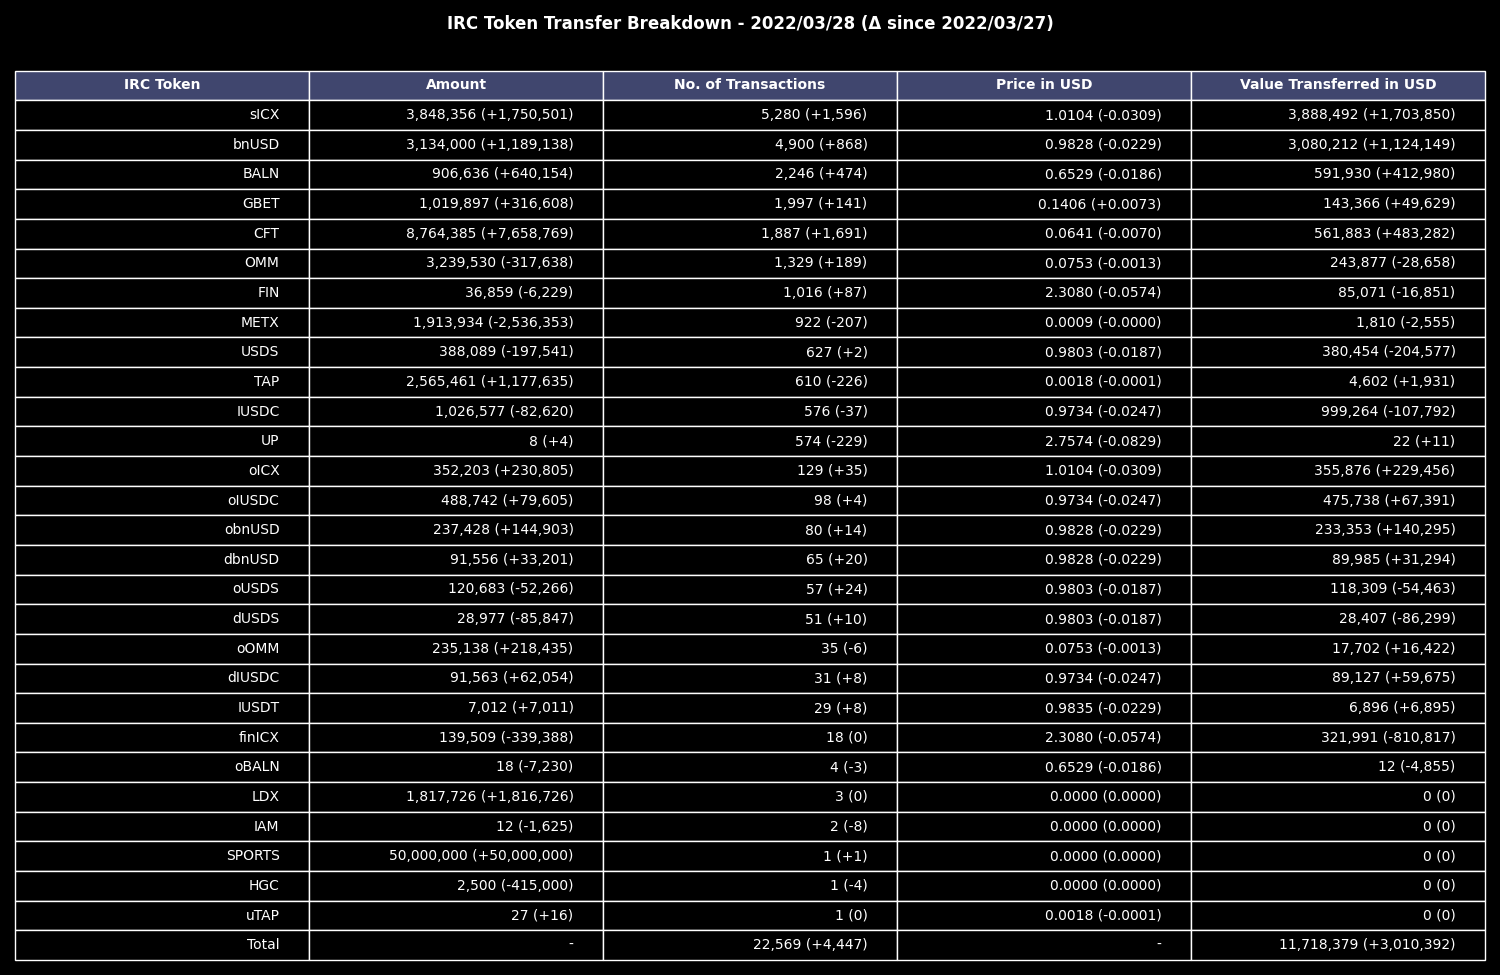 IRC Token Transfer Breakdown - 2022/03/28 (Δ since 2022/03/27)
IRC Token Amount No. of Transactions Price in USD Value Transferred in USD
sICX 3,848,356 (+1,750,501) 5,280 (+1,596) 1.0104 (-0.0309) 3,888,492 (+1,703,850)
bnUSD 3,134,000 (+1,189,138) 4,900 (+868) 0.9828 (-0.0229) 3,080,212 (+1,124,149)
BALN 906,636 (+640,154) 2,246 (+474) 0.6529 (-0.0186) 591,930 (+412,980)
GBET 1,019,897 (+316,608) 1,997 (+141) 0.1406 (+0.0073) 143,366 (+49,629)
CFT 8,764,385 (+7,658,769) 1,887 (+1,691) 0.0641 (-0.0070) 561,883 (+483,282)
OMM 3,239,530 (-317,638) 1,329 (+189) 0.0753 (-0.0013) 243,877 (-28,658)
FIN 36,859 (-6,229) 1,016 (+87) 2.3080 (-0.0574) 85,071 (-16,851)
METX 1,913,934 (-2,536,353) 922 (-207) 0.0009 (-0.0000) 1,810 (-2,555)
USDS 388,089 (-197,541) 627 (+2) 0.9803 (-0.0187) 380,454 (-204,577)
TAP 2,565,461 (+1,177,635) 610 (-226) 0.0018 (-0.0001) 4,602 (+1,931)
IUSDC 1,026,577 (-82,620) 576 (-37) 0.9734 (-0.0247) 999,264 (-107,792)
UP 8 (+4) 574 (-229) 2.7574 (-0.0829) 22 (+11)
oICX 352,203 (+230,805) 129 (+35) 1.0104 (-0.0309) 355,876 (+229,456)
oIUSDC 488,742 (+79,605) 98 (+4) 0.9734 (-0.0247) 475,738 (+67,391)
obnUSD 237,428 (+144,903) 80 (+14) 0.9828 (-0.0229) 233,353 (+140,295)
dbnUSD 91,556 (+33,201) 65 (+20) 0.9828 (-0.0229) 89,985 (+31,294)
oUSDS 120,683 (-52,266) 57 (+24) 0.9803 (-0.0187) 118,309 (-54,463)
dUSDS 28,977 (-85,847) 51 (+10) 0.9803 (-0.0187) 28,407 (-86,299)
oOMM 235,138 (+218,435) 35 (-6) 0.0753 (-0.0013) 17,702 (+16,422)
dIUSDC 91,563 (+62,054) 31 (+8) 0.9734 (-0.0247) 89,127 (+59,675)
IUSDT 7,012 (+7,011) 29 (+8) 0.9835 (-0.0229) 6,896 (+6,895)
finICX 139,509 (-339,388) 18 (0) 2.3080 (-0.0574) 321,991 (-810,817)
oBALN 18 (-7,230) 4 (-3) 0.6529 (-0.0186) 12 (-4,855)
LDX 1,817,726 (+1,816,726) 3 (0) 0.0000 (0.0000) 0 (0)
IAM 12 (-1,625) 2 (-8) 0.0000 (0.0000) 0 (0)
SPORTS 50,000,000 (+50,000,000) 1 (+1) 0.0000 (0.0000) 0 (0)
HGC 2,500 (-415,000) 1 (-4) 0.0000 (0.0000) 0 (0)
uTAP 27 (+16) 1 (0) 0.0018 (-0.0001) 0 (0)
Total - 22,569 (+4,447) - 11,718,379 (+3,010,392)